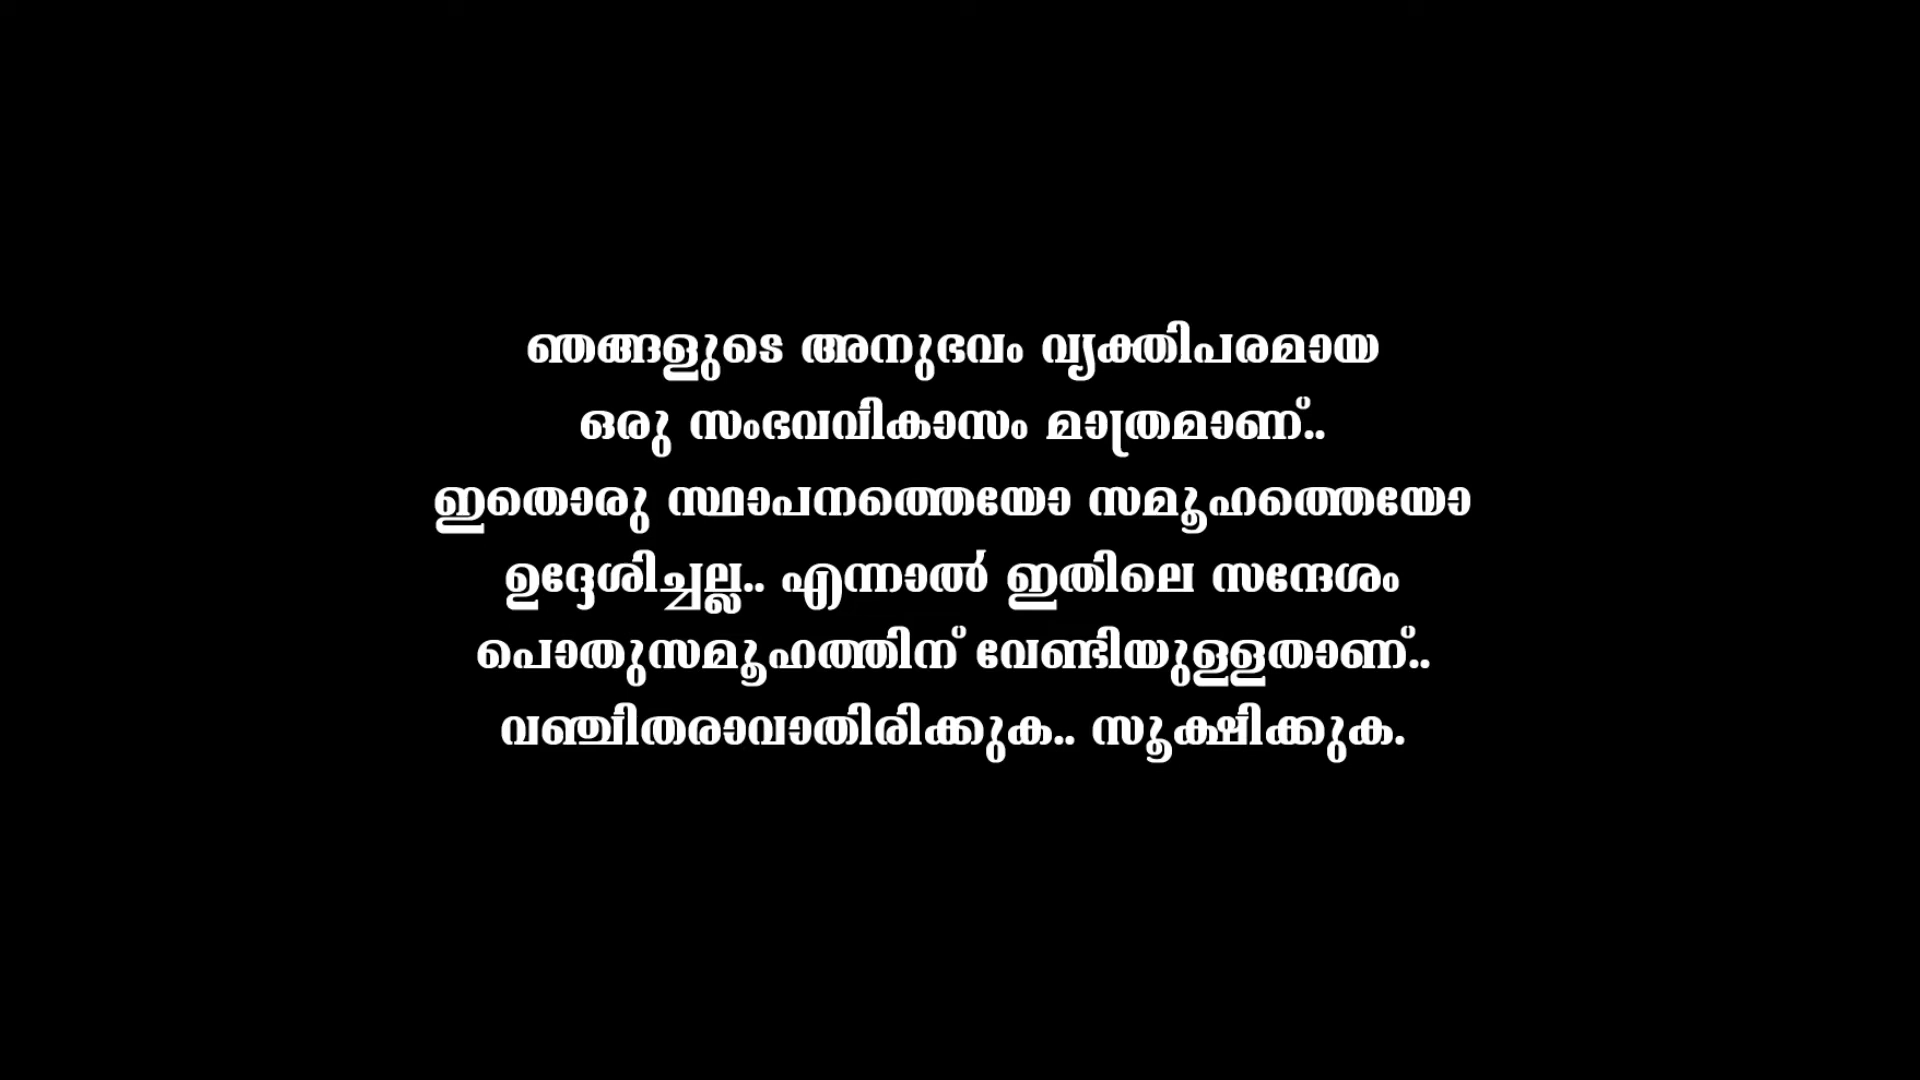 ഞങ്ങളുടെ അനുഭവം വ്യക്തിപരമായ
ഒരു സംഭവവികാസം മാത്രമാണ്..
ഇതൊരു സ്ഥാപനത്തെയോ സമൂഹത്തെയോ
ഉദ്ദേശിച്ചല്ല.. എന്നാൽ ഇതിലെ സന്ദേശം
പൊതുസമൂഹത്തിന് വേണ്ടിയുള്ളതാണ്..
വഞ്ചിതരാവാതിരിക്കുക.. സൂക്ഷിക്കുക.